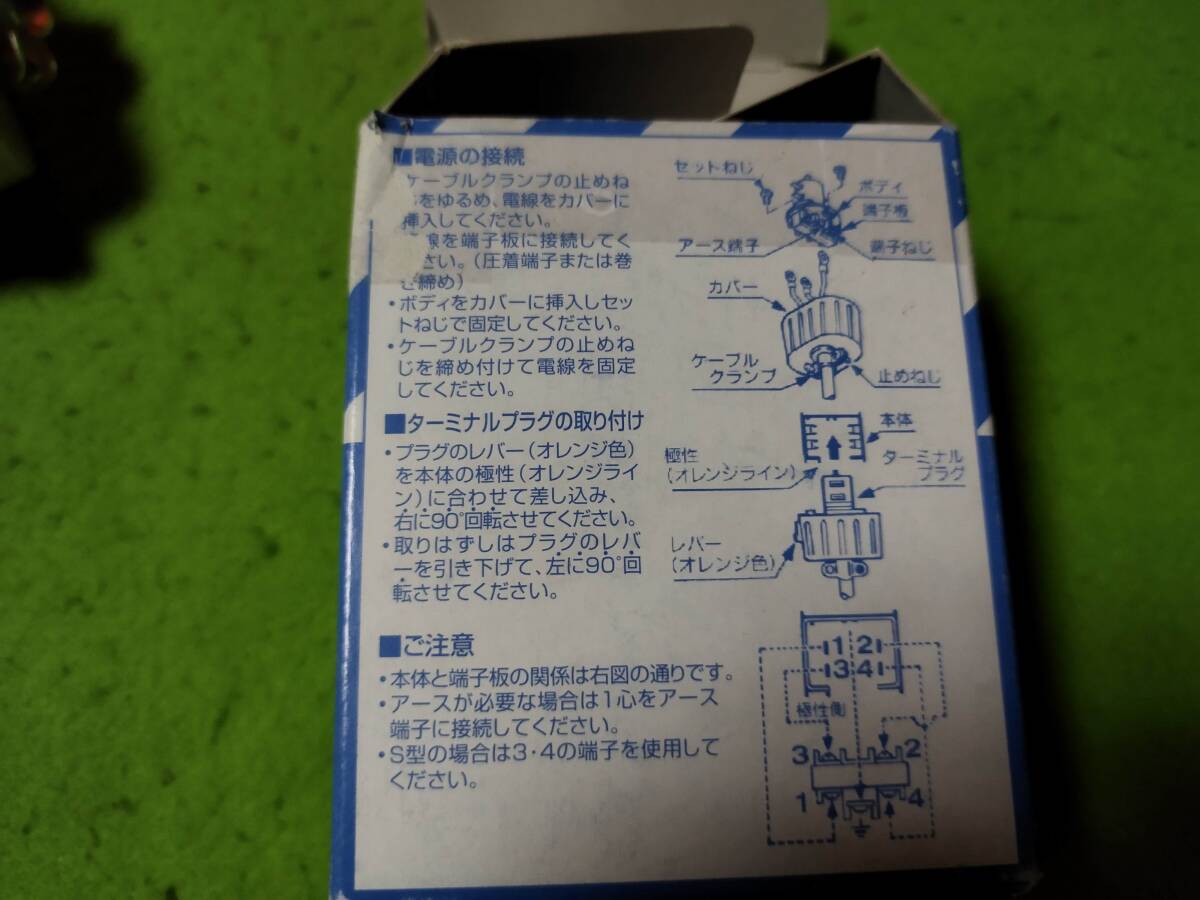 ■電源の接続
ケーブルクランプの止めね
をゆるめ、電線をカバーに
挿入してください。
線を端子板に接続してく
さい。(圧着端子または巻
締め)
・ボディをカバーに挿入しセッ
トねじで固定してください。
・ケーブルクランプの止めね
じを締め付けて電線を固定
してください。
セットねじ
ボディ
端子板
アース端子
端子ねじ
カバー
ケーブル
クランプ
止めねじ
■ターミナルプラグの取り付け
・プラグのレバー(オレンジ色)
を本体の極性(オレンジライ
ン)に合わせて差し込み、
右に90°回転させてください。
・取りはずしはプラグのレバ
ーを引き下げて、左に90°回
転させてください。
本体
極性
(オレンジライン)
ターミナル
プラグ
レバー
(オレンジ色)
■ご注意
・本体と端子板の関係は右図の通りです。
・アースが必要な場合は1心をアース
端子に接続してください。
・S型の場合は3・4の端子を使用して
ください。
1 2
3 4
極性側
3 2
1 4